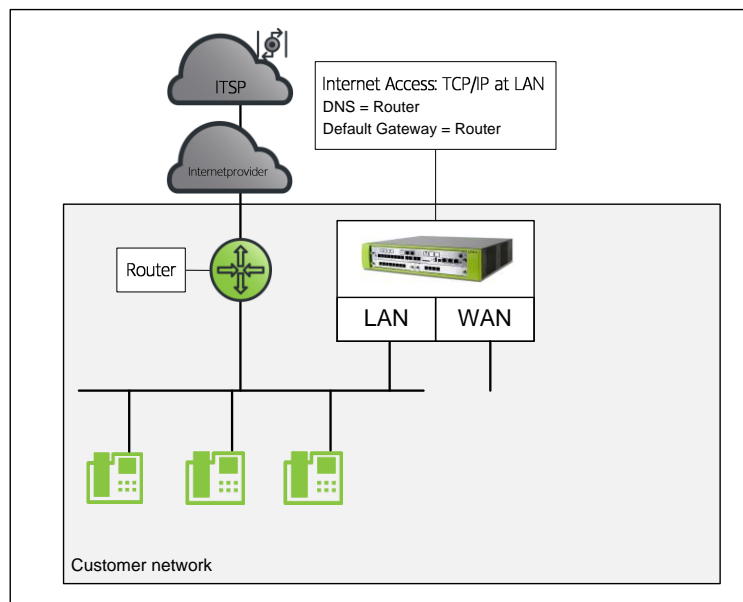 ITSP
Internet Access: TCP/IP at LAN
DNS = Router
Default Gateway = Router
Internetprovider
Router
LAN
WAN
Customer network